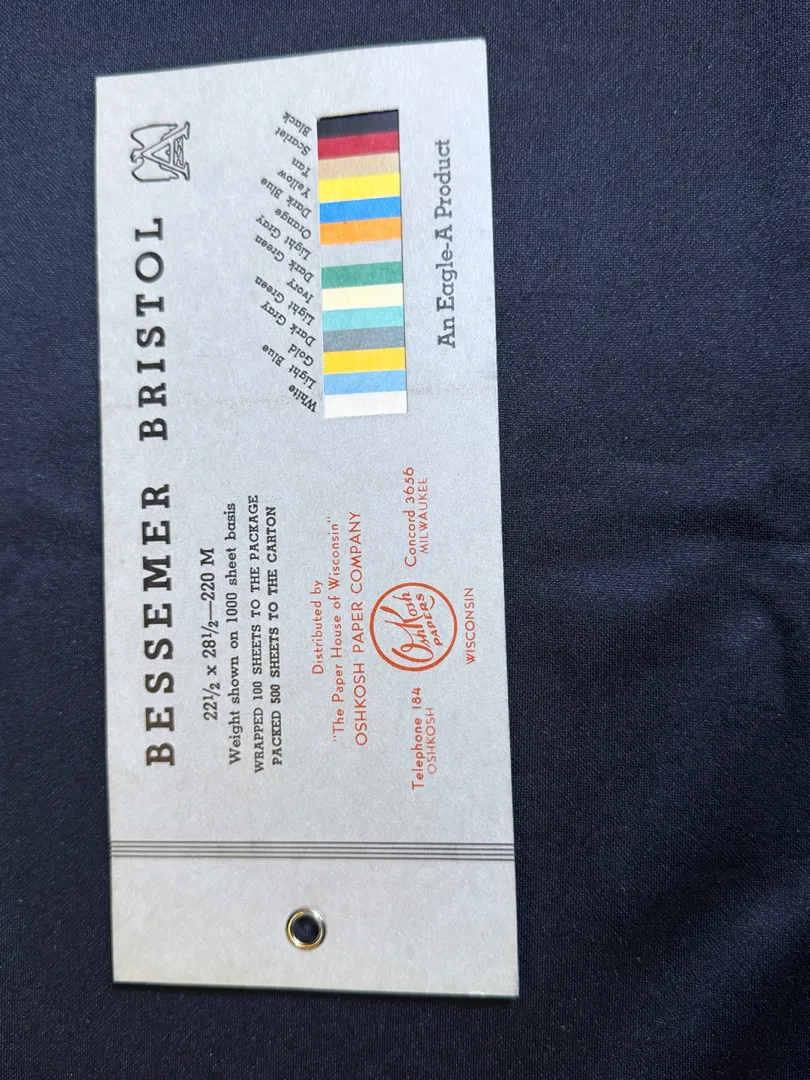 BESSEMER BRISTOL
A
22½ x 28½—220 M
Weight shown on 1000 sheet basis
WRAPPED 100 SHEETS TO THE PACKAGE
PACKED 500 SHEETS TO THE CARTON
White
Light Blue
Gold
Dark Gray
Light Green
Ivory
Dark Green
Light Gray
Orange
Dark Blue
Yellow
Tan
Scarlet
Black
Distributed by
"The Paper House of Wisconsin"
OSHKOSH PAPER COMPANY
Telephone 184
OSHKOSH
OshKosh
PAPERS
Concord 3656
MILWAUKEE
WISCONSIN
An Eagle-A Product